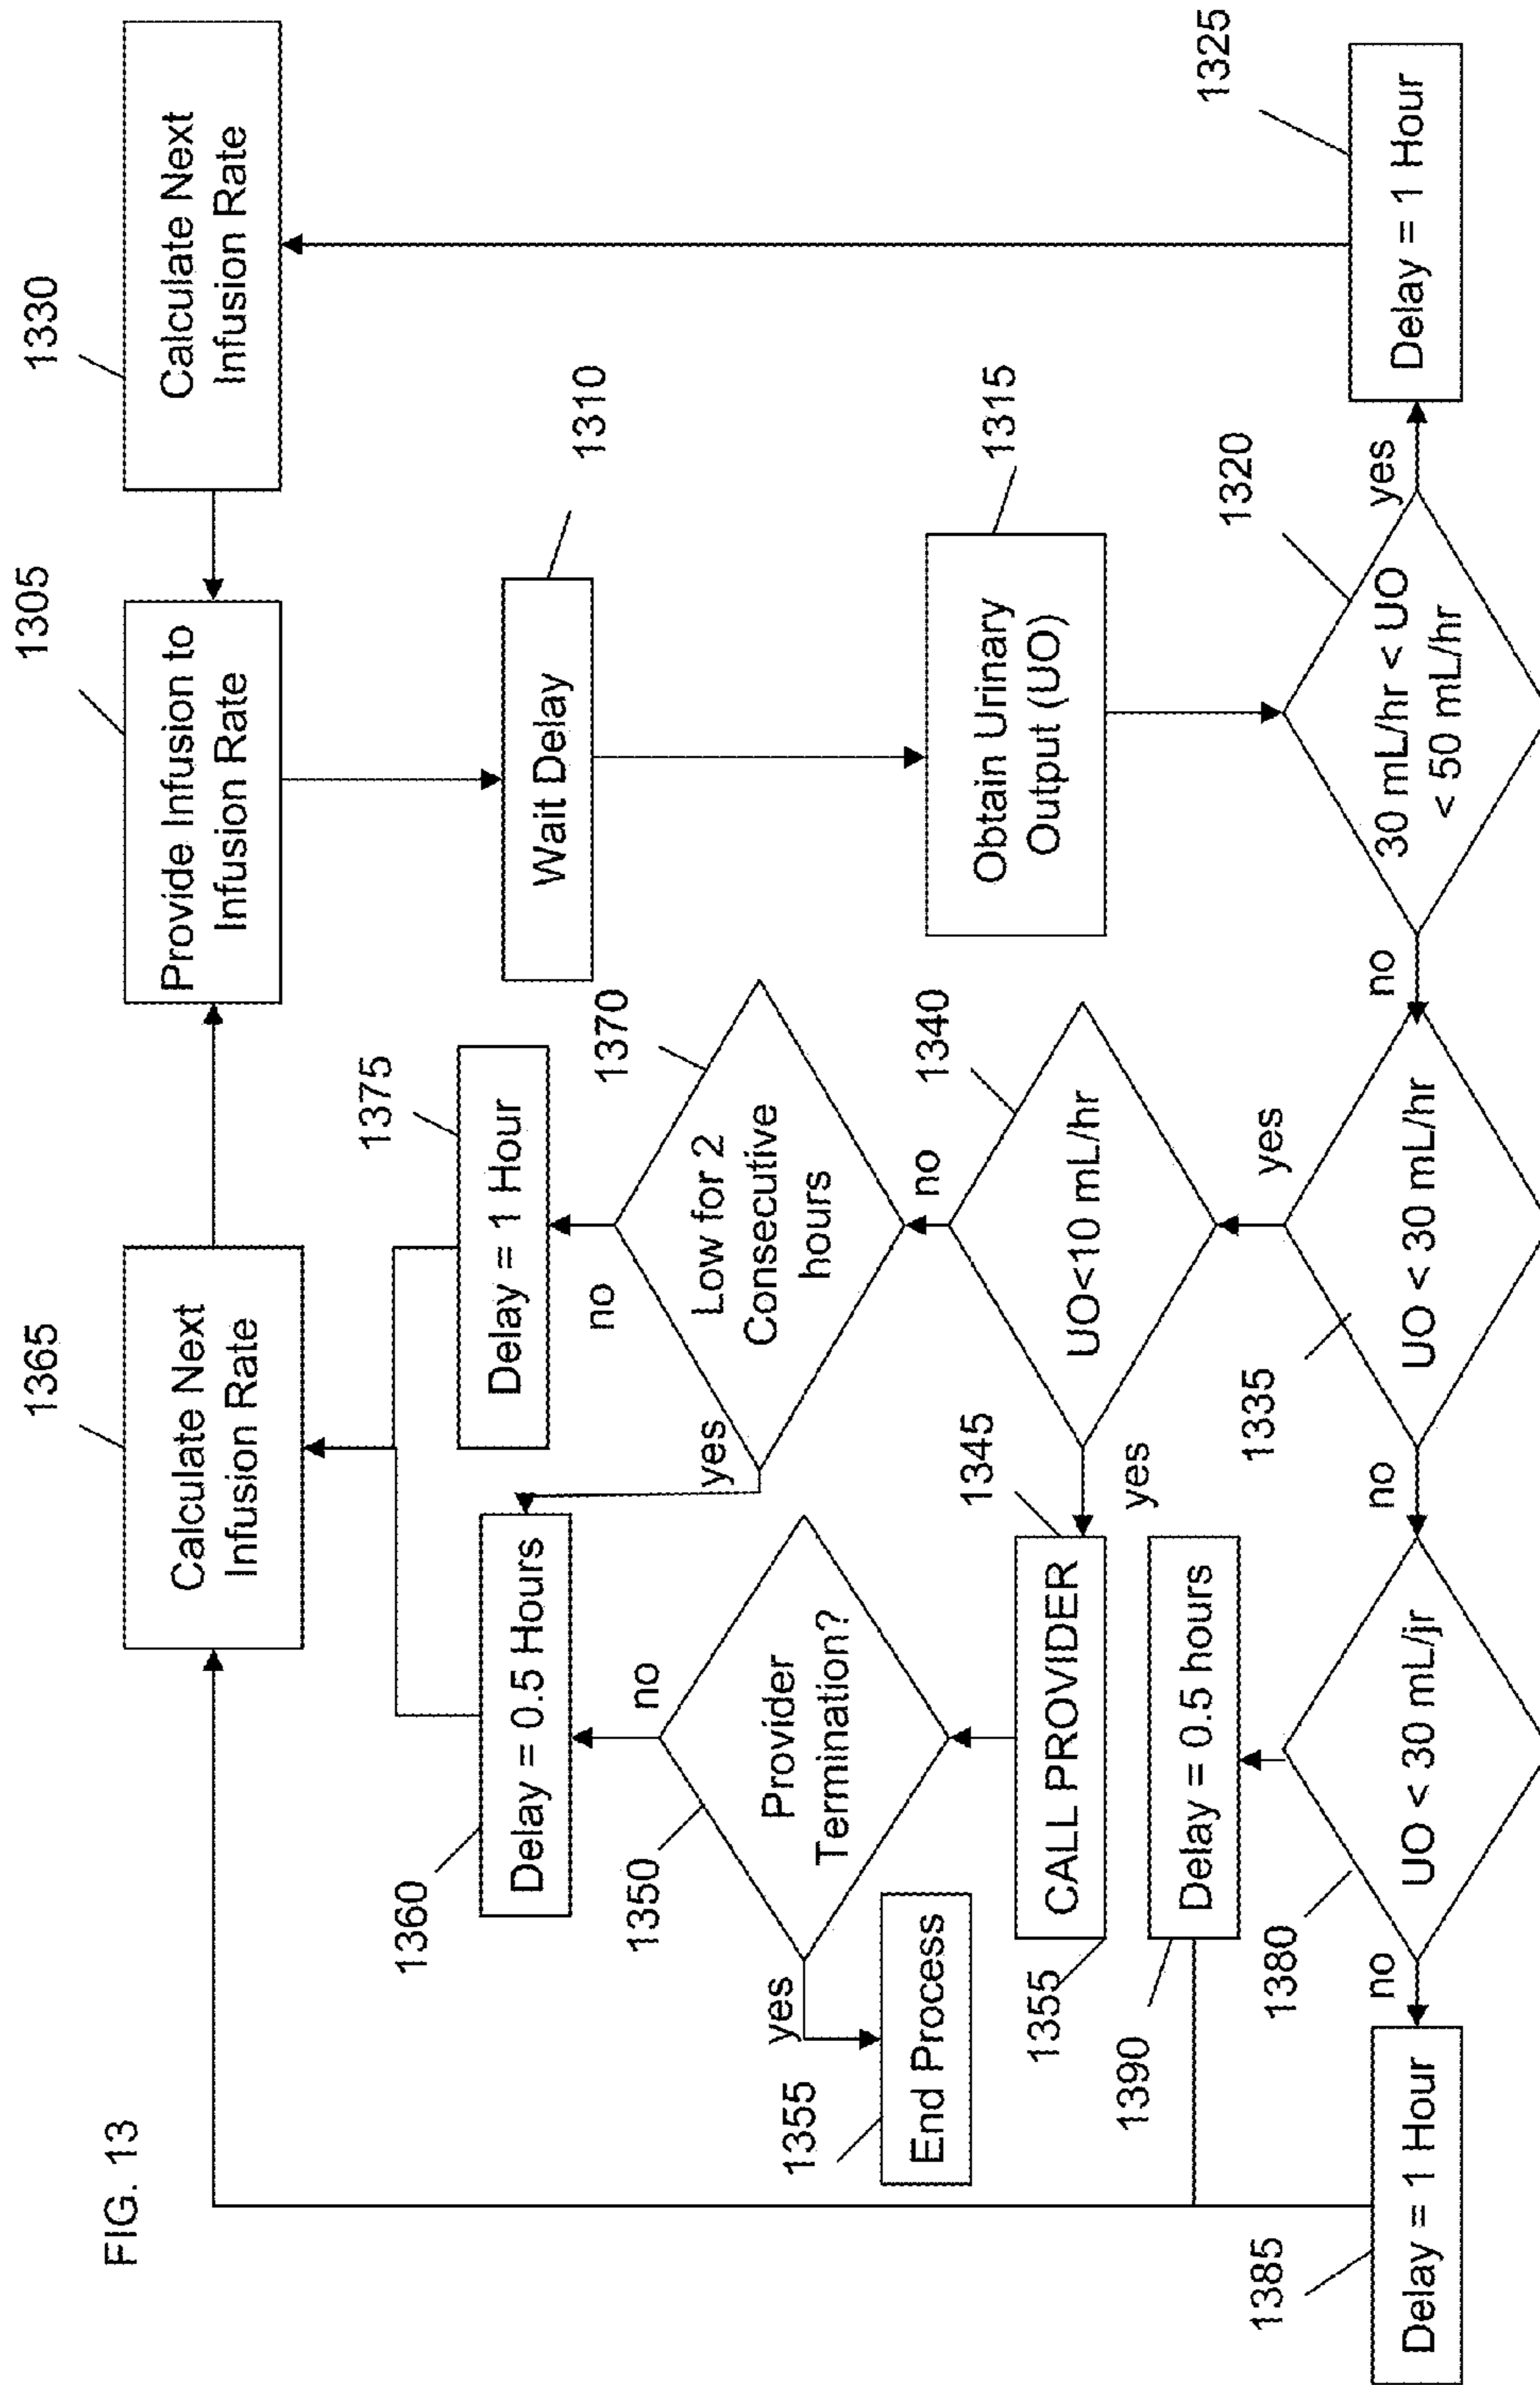 FIG. 13
1365
Calculate Next
Infusion Rate
1305
Provide Infusion to
Infusion Rate
1330
Calculate Next
Infusion Rate
1360
Delay = 0.5 Hours
1375
Delay = 1 Hour
1310
Wait Delay
no
yes
no
1350
Provider
Termination?
yes
1370
Low for 2
Consecutive
hours
1355
End Process
no
1315
Obtain Urinary
Output (UO)
1355
CALL PROVIDER
1345
yes
1340
UO<10 mL/hr
1390
Delay = 0.5 hours
yes
1385
Delay = 1 Hour
no
1380
UO < 30 mL/jr
no
1335
UO < 30 mL/hr
no
1320
30 mL/hr < UO
< 50 mL/hr
yes
1325
Delay = 1 Hour